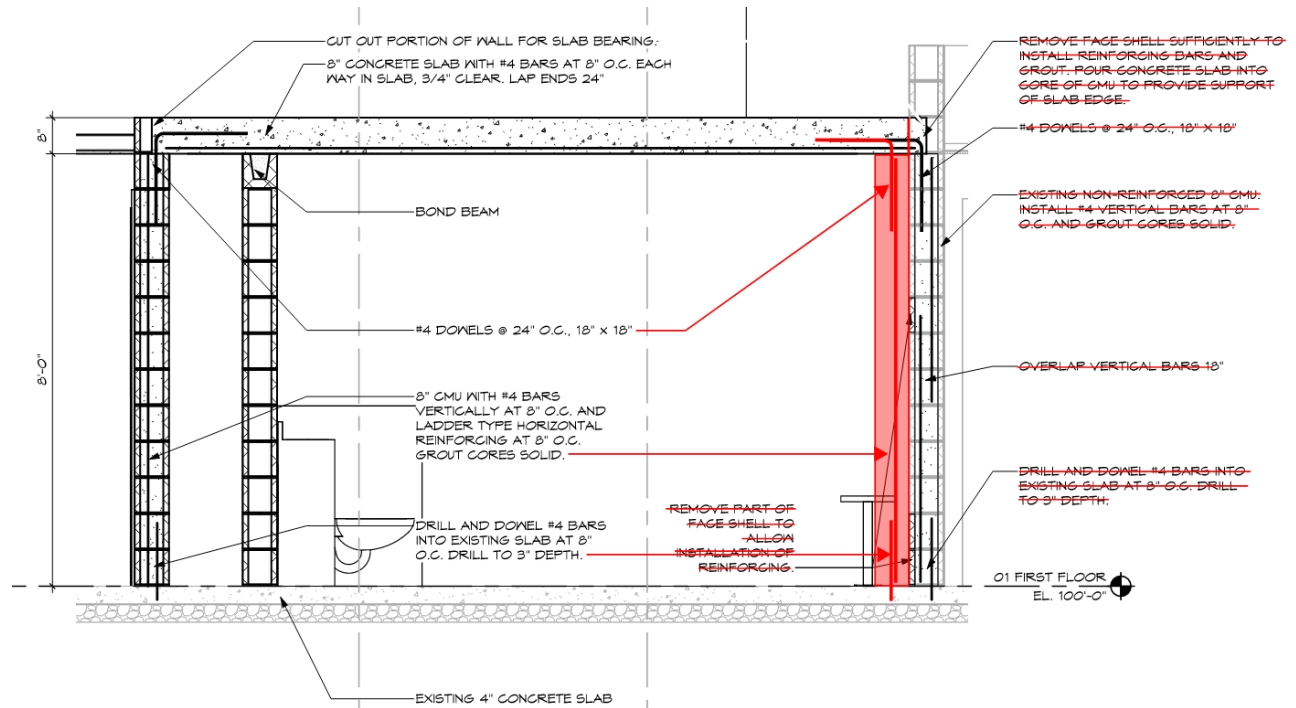 CUT OUT PORTION OF WALL FOR SLAB BEARING.
8" CONCRETE SLAB WITH #4 BARS AT 8" O.C. EACH
WAY IN SLAB, 3/4" CLEAR. LAP ENDS 24"
REMOVE FACE SHELL SUFFICIENTLY TO
INSTALL REINFORCING BARS AND
GROUT. POUR CONCRETE SLAB INTO
CORE OF CMU TO PROVIDE SUPPORT
OF SLAB EDGE.
8"
#4 DOWELS @ 24" O.C., 18" X 18"
EXISTING NON-REINFORCED 8" CMU.
INSTALL #4 VERTICAL BARS AT 8"
O.C. AND GROUT CORES SOLID.
BOND BEAM
#4 DOWELS @ 24" O.C., 18" X 18"
8'-0"
OVERLAP VERTICAL BARS 18"
8" CMU WITH #4 BARS
VERTICALLY AT 8" O.C. AND
LADDER TYPE HORIZONTAL
REINFORCING AT 8" O.C.
GROUT CORES SOLID.
DRILL AND DOWEL #4 BARS INTO
EXISTING SLAB AT 8" O.C. DRILL
TO 3" DEPTH.
REMOVE PART OF
FACE SHELL TO
ALLOW
INSTALLATION OF
REINFORCING.
DRILL AND DOWEL #4 BARS
INTO EXISTING SLAB AT 8"
O.C. DRILL TO 3" DEPTH.
01 FIRST FLOOR
EL. 100'-0"
EXISTING 4" CONCRETE SLAB